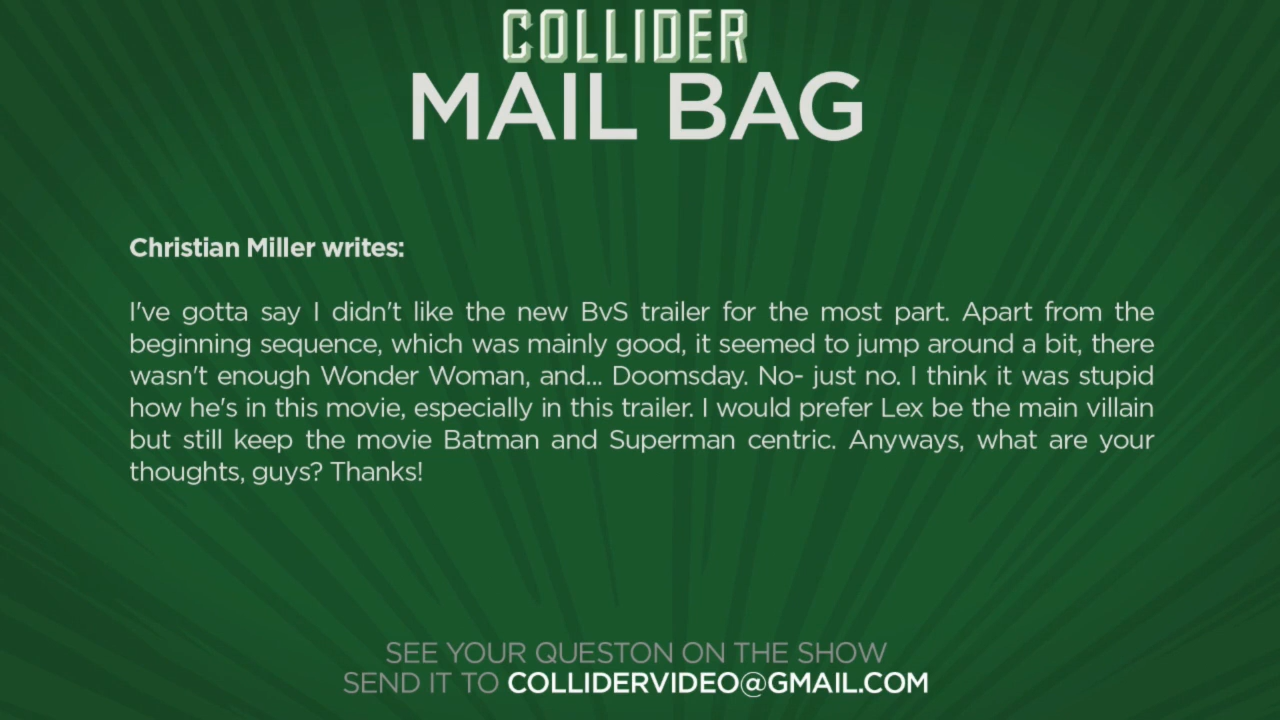 COLLIDER
MAIL BAG
Christian Miller writes:
I've gotta say I didn't like the new BvS trailer for the most part. Apart from the
beginning sequence, which was mainly good, it seemed to jump around a bit, there
wasn't enough Wonder Woman, and... Doomsday. No- just no. I think it was stupid
how he's in this movie, especially in this trailer. I would prefer Lex be the main villain
but still keep the movie Batman and Superman centric. Anyways, what are your
thoughts, guys? Thanks!
SEE YOUR QUESTON ON THE SHOW
SEND IT TO COLLIDERVIDEO@GMAIL.COM